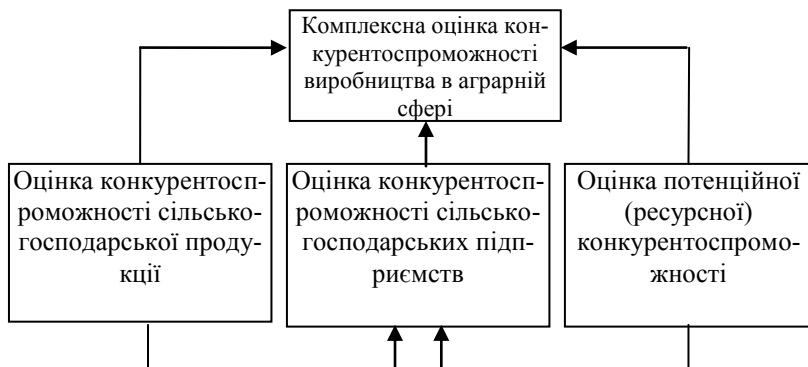 Комплексна оцінка кон-
курентоспроможності
виробництва в аграрній
сфері
Оцінка конкурентосп-
роможності сільсько-
господарської проду-
кції
Оцінка конкурентосп-
роможності сільсько-
господарських підп-
риємств
Оцінка потенційної
(ресурсної)
конкурентоспромо-
жності